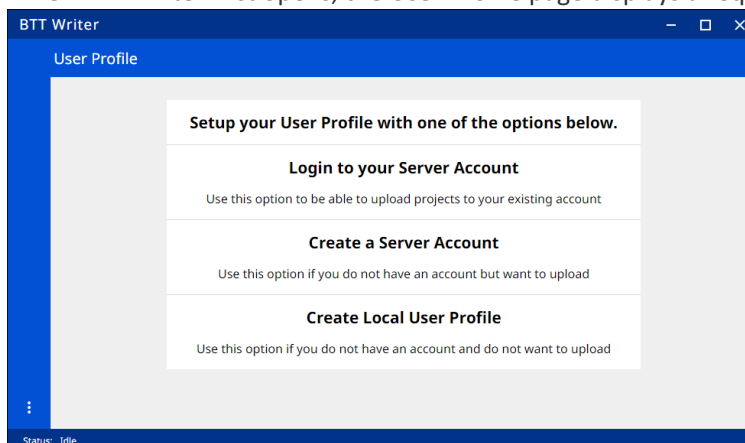 BTT Writer
User Profile
Setup your User Profile with one of the options below.
Login to your Server Account
Use this option to be able to upload projects to your existing account
Create a Server Account
Use this option if you do not have an account but want to upload
Create Local User Profile
Use this option if you do not have an account and do not want to upload
Status: Idle